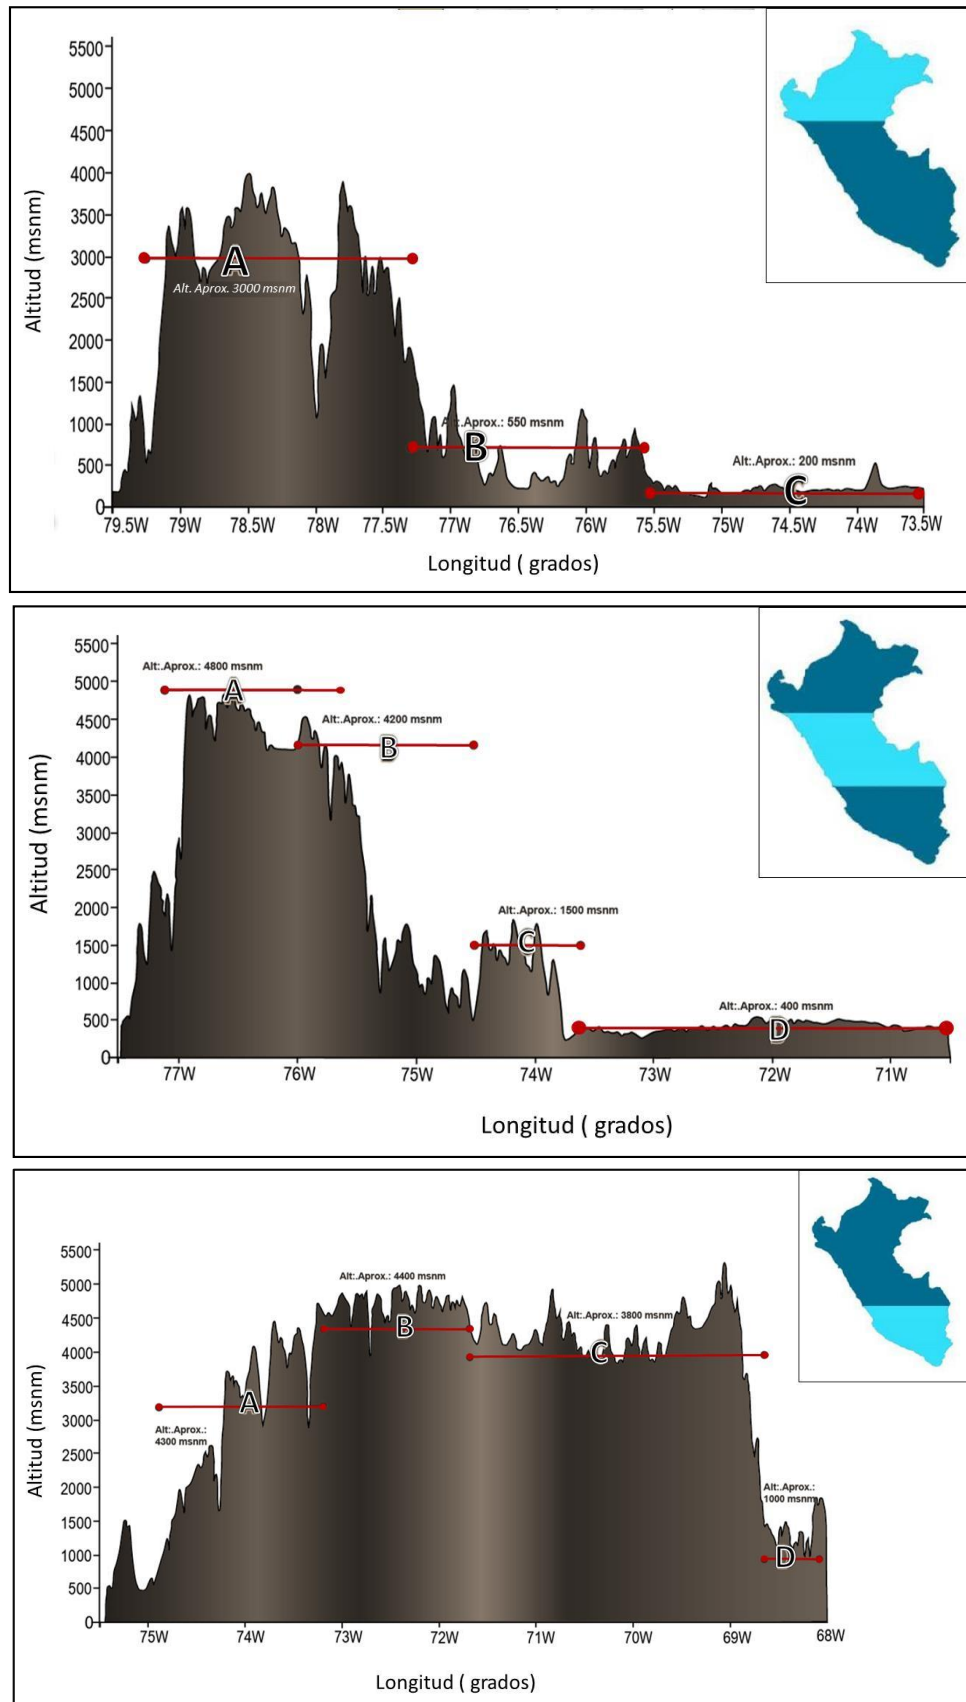 5500
5000
4500
4000
3500
3000
2500
2000
1500
1000
500
0
Altitud (msnm)
A
Alt. Aprox. 3000 msnm
Alt:.Aprox.: 550 msnm
B
Alt:.Aprox.: 200 msnm
C
79.5W 79W 78.5W 78W 77.5W 77W 76.5W 76W 75.5W 75W 74.5W 74W 73.5W
Longitud ( grados)
5500
5000
4500
4000
3500
3000
2500
2000
1500
1000
500
0
Altitud (msnm)
Alt:.Aprox.: 4800 msnm
A
Alt:.Aprox.: 4200 msnm
B
Alt:.Aprox.: 1500 msnm
C
Alt:.Aprox.: 400 msnm
D
77W 76W 75W 74W 73W 72W 71W
Longitud ( grados)
5500
5000
4500
4000
3500
3000
2500
2000
1500
1000
500
0
Altitud (msnm)
Alt:.Aprox.: 4400 msnm
B
Alt:.Aprox.: 3800 msnm
C
A
Alt:.Aprox.:
4300 msnm
Alt:.Aprox.:
1000 msnm
D
75W 74W 73W 72W 71W 70W 69W 68W
Longitud ( grados)